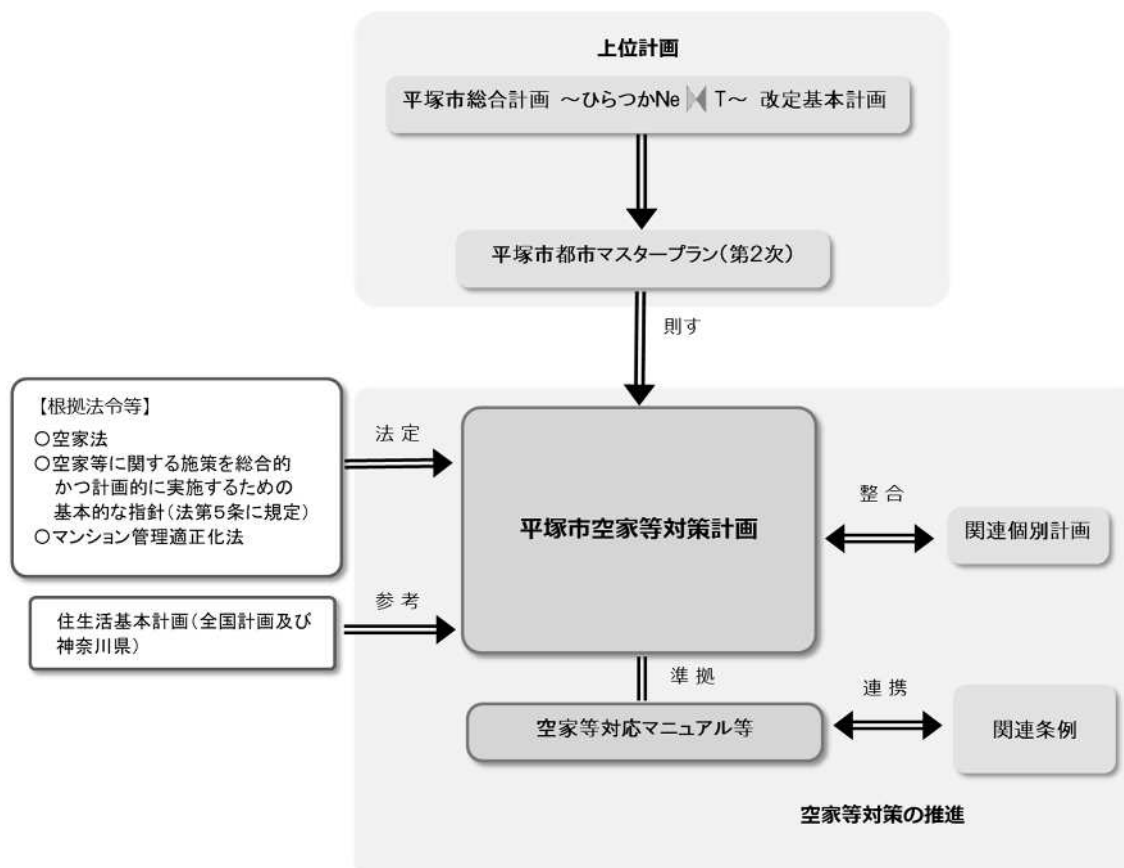 上位計画
平塚市総合計画 ～ひらつかNeT～ 改定基本計画
平塚市都市マスタープラン(第2次)
則す
【根拠法令等】
○空家法
○空家等に関する施策を総合的
かつ計画的に実施するための
基本的な指針(法第5条に規定)
○マンション管理適正化法
法定
平塚市空家等対策計画
整合
関連個別計画
住生活基本計画(全国計画及び
神奈川県)
参考
準拠
空家等対応マニュアル等
連携
関連条例
空家等対策の推進